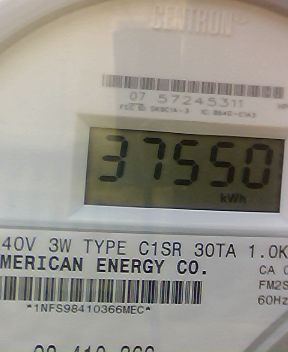 CENTRON®
07 57245311
37550
kWh
40V 3W TYPE C1SR 30TA 1.0K
MERICAN ENERGY CO.
CA
FM2S
60Hz
*1NFS98410366MEC*